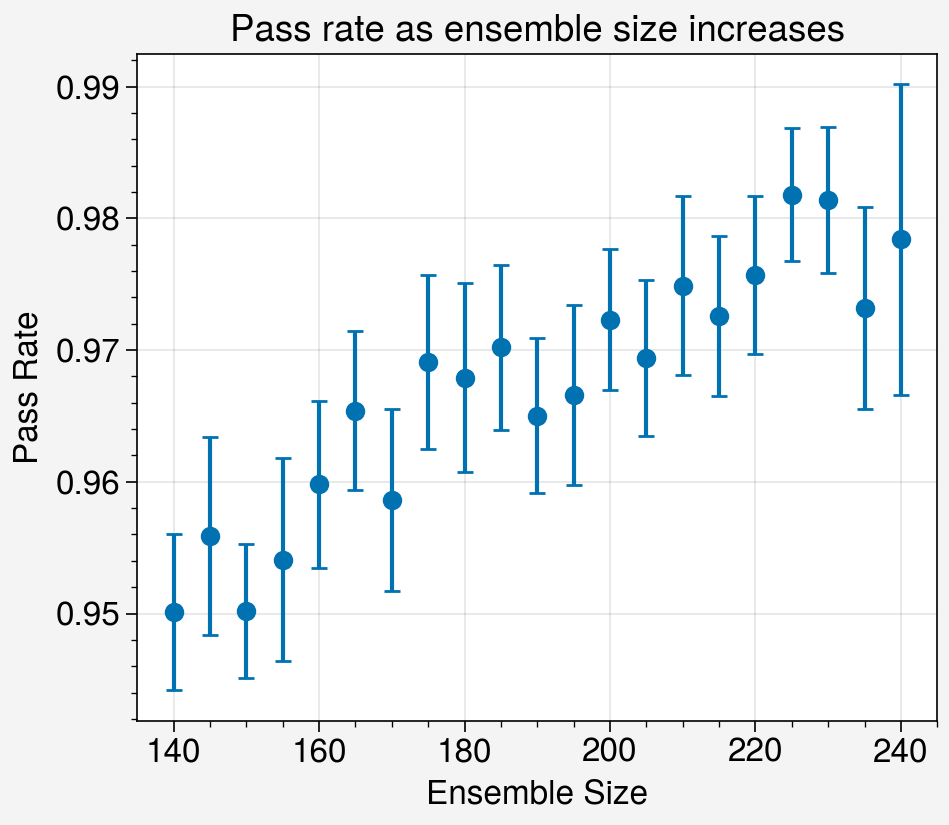 Pass rate as ensemble size increases
0.99
0.98
0.97
0.96
0.95
Pass Rate
140 160 180 200 220 240
Ensemble Size